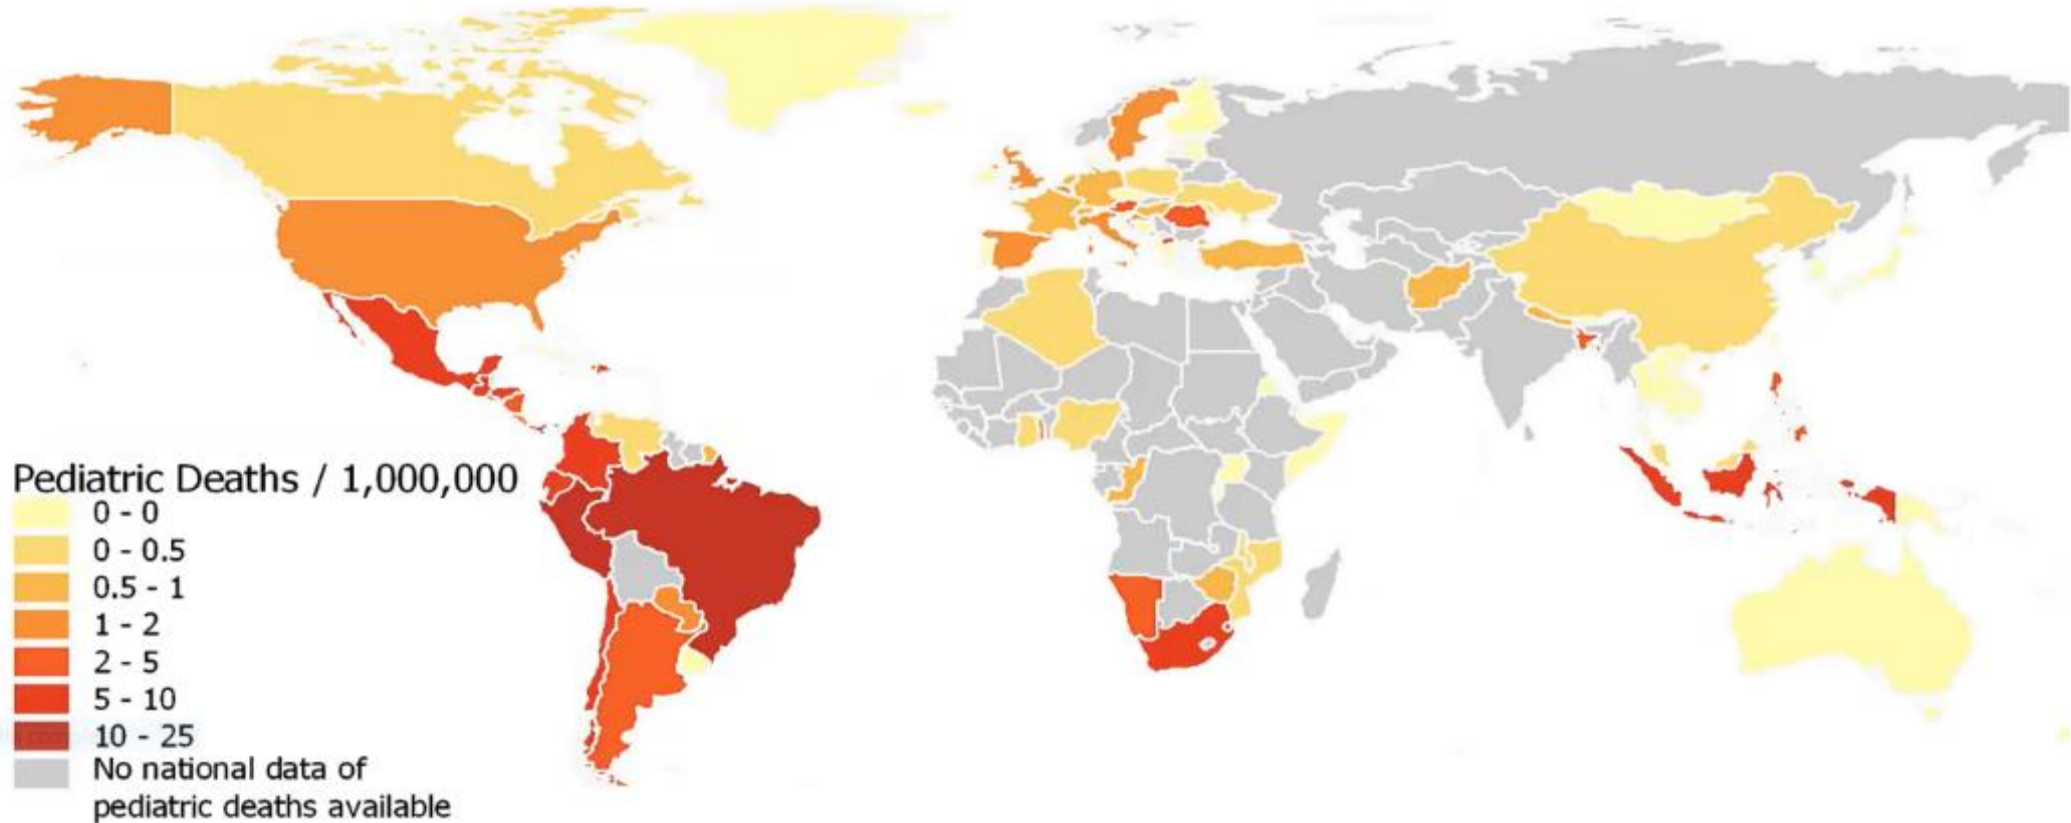 Pediatric Deaths / 1,000,000
0 - 0
0 - 0.5
0.5 - 1
1 - 2
2 - 5
5 - 10
10 - 25
No national data of
pediatric deaths available